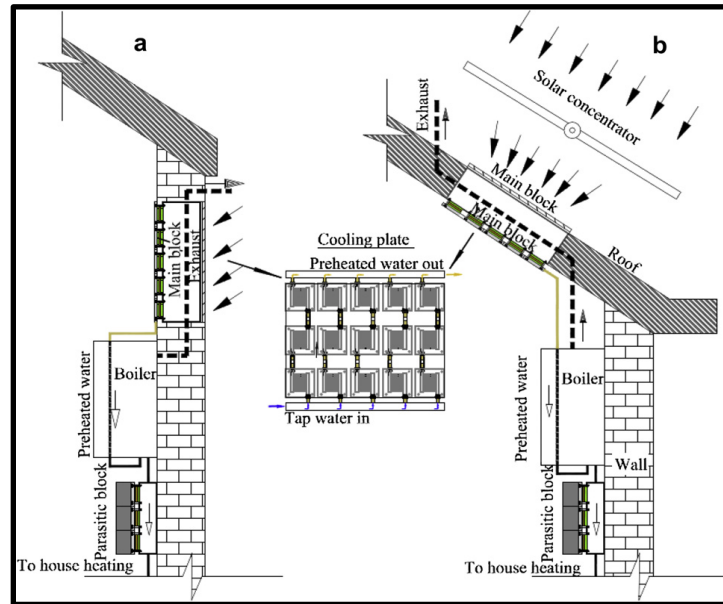 a
Main block
Exhaust
Preheated water
Boiler
Parasitic block
To house heating
Cooling plate
Preheated water out
Tap water in
b
Solar concentrator
Exhaust
Main block
Main block
Roof
Preheated water
Boiler
Wall
Parasitic block
To house heating